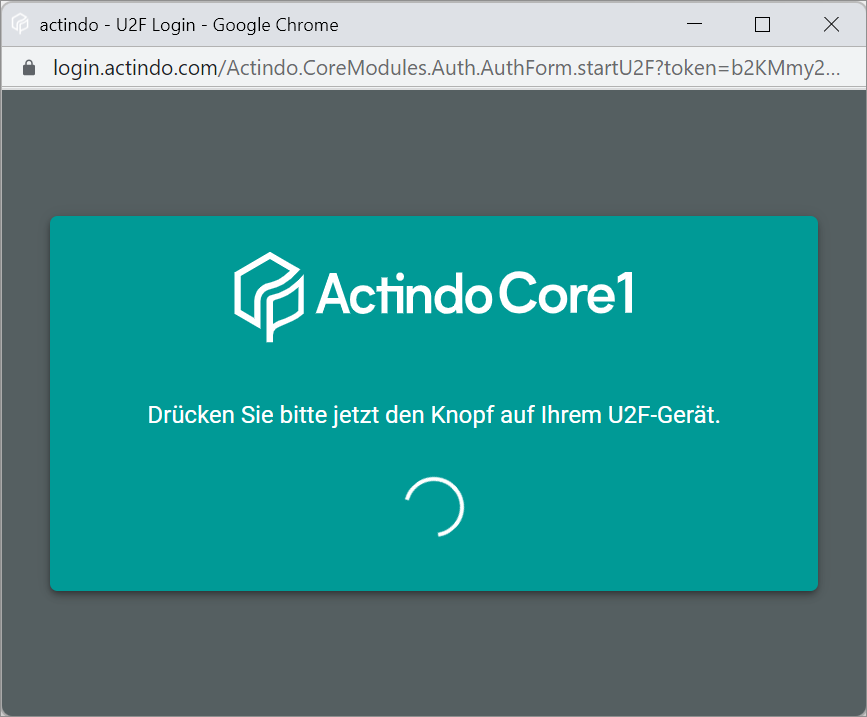 actindo - U2F Login - Google Chrome
login.actindo.com/Actindo.CoreModules.Auth.AuthForm.startU2F?token=b2KMmy2...
Actindo Core1
Drücken Sie bitte jetzt den Knopf auf Ihrem U2F-Gerät.